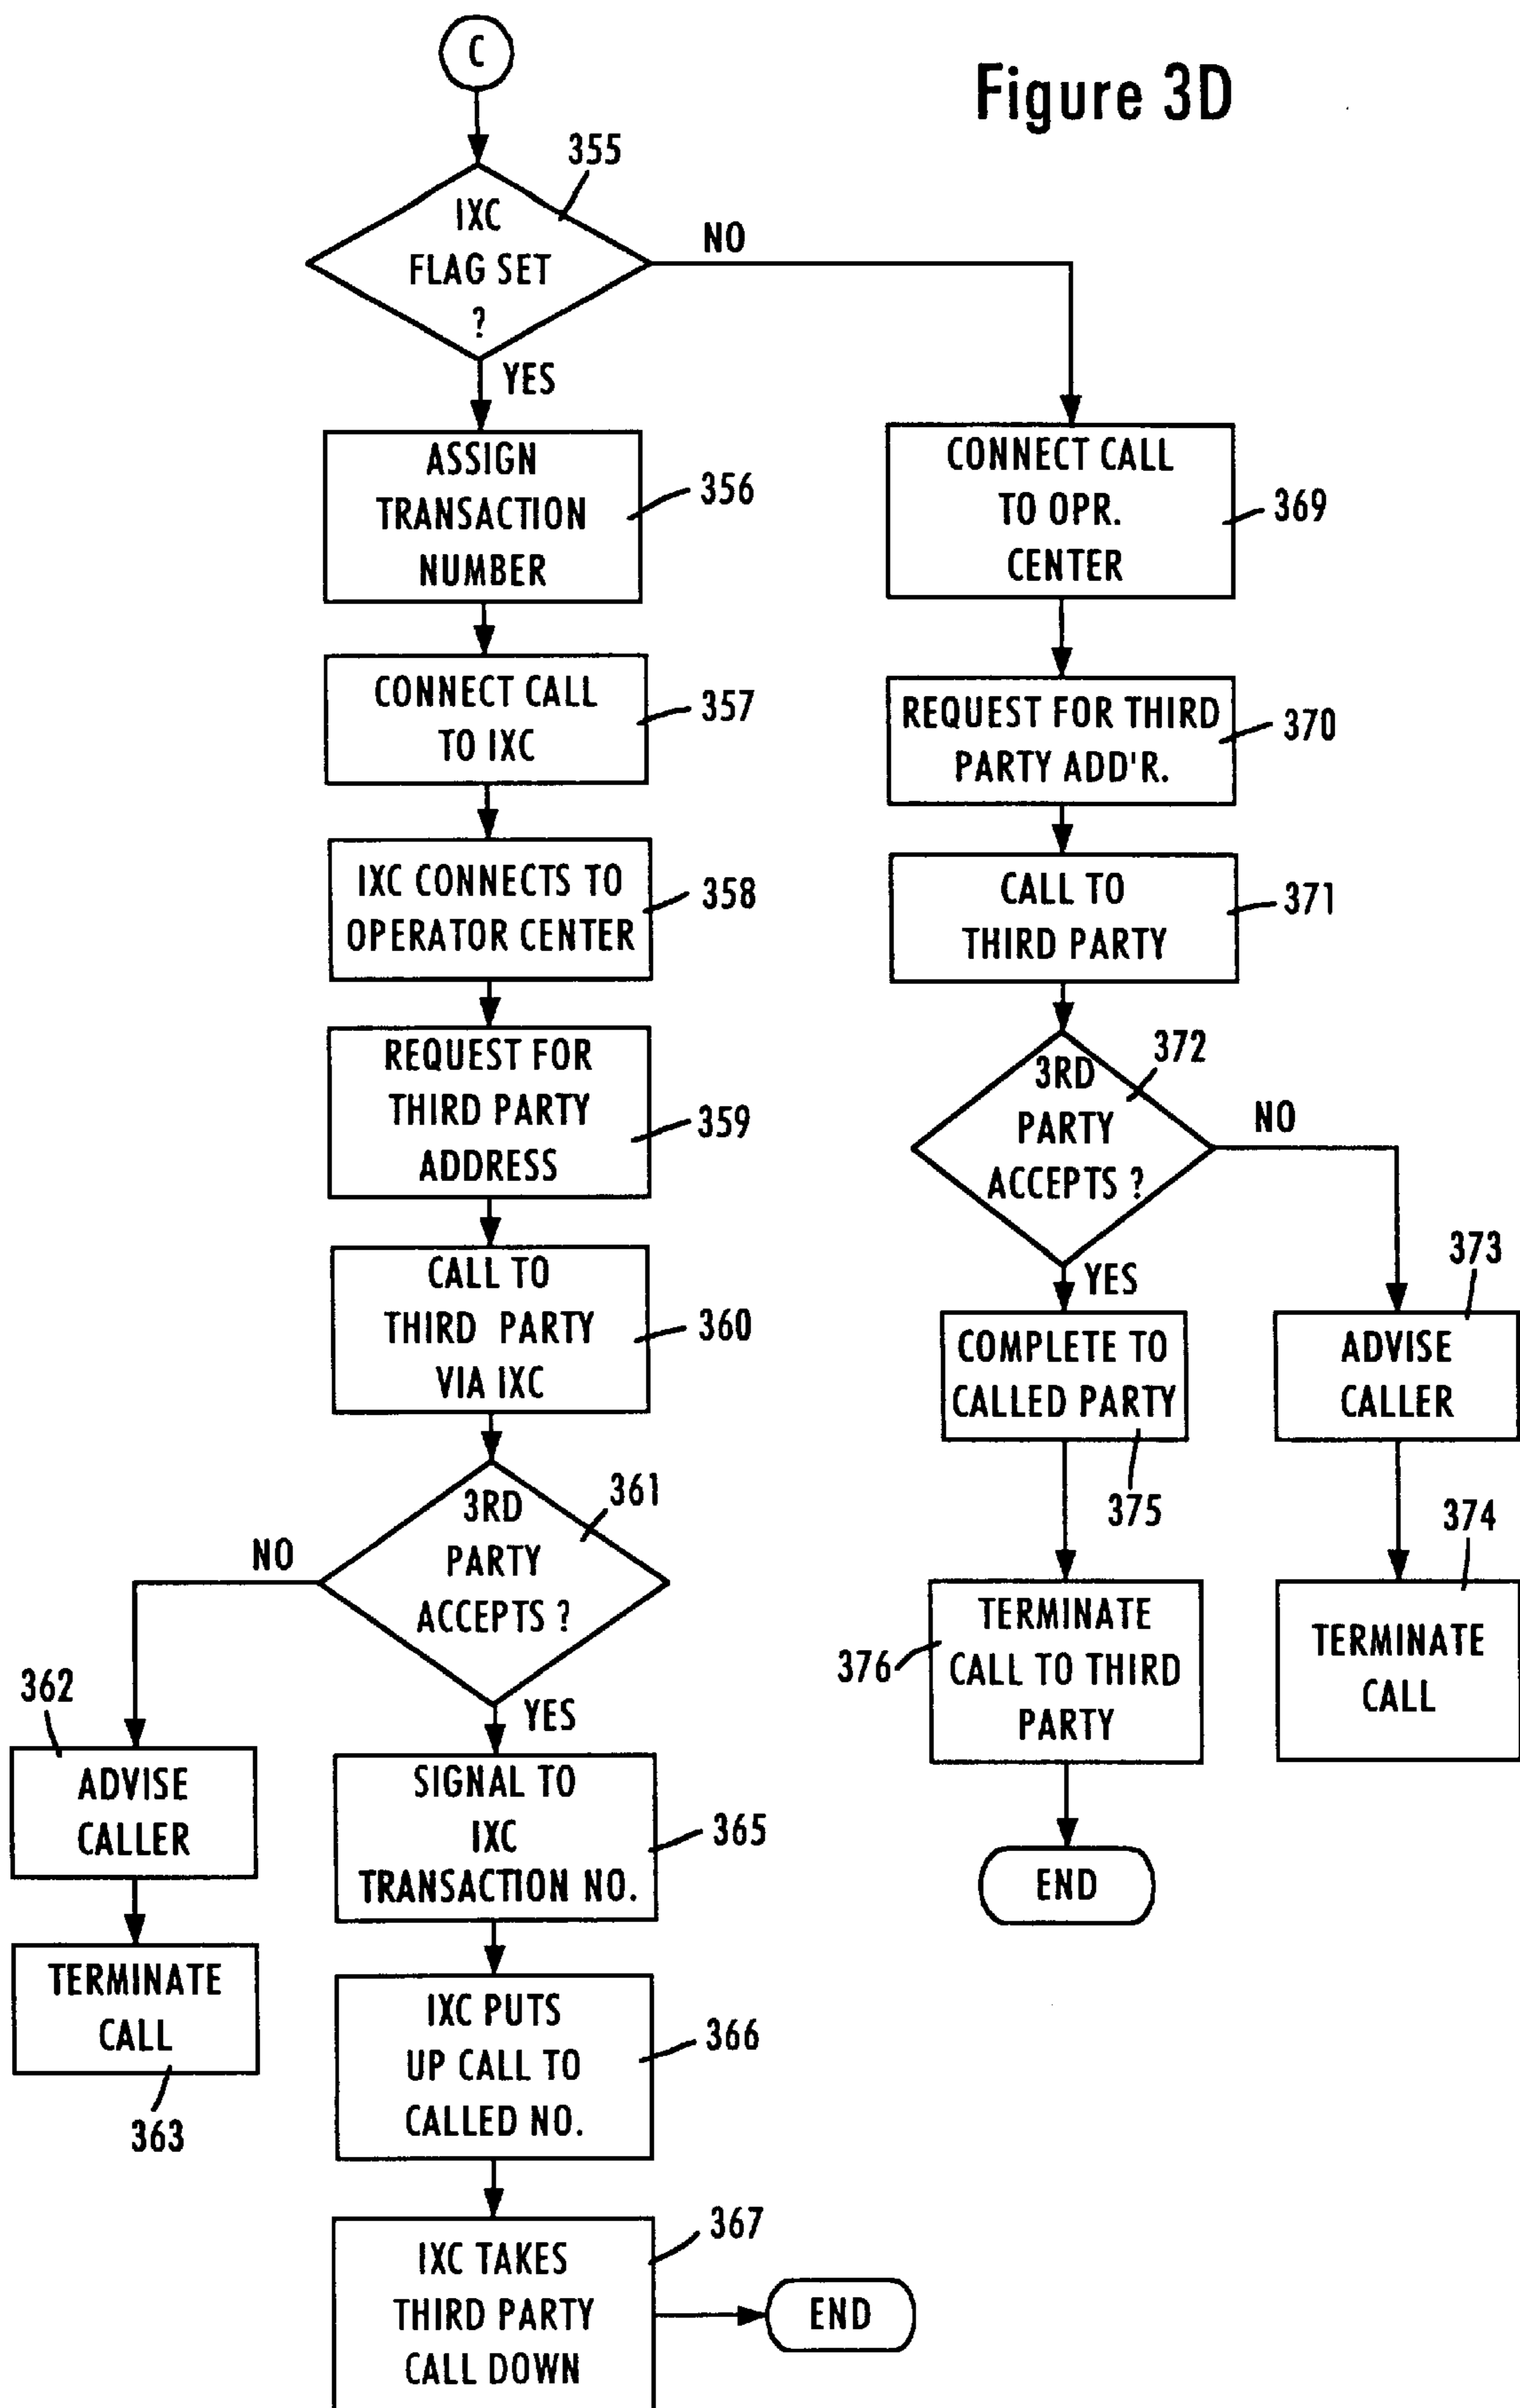 C
Figure 3D
355
IXC
FLAG SET
?
NO
YES
ASSIGN
TRANSACTION
NUMBER
356
CONNECT CALL
TO IXC
357
IXC CONNECTS TO
OPERATOR CENTER
358
REQUEST FOR
THIRD PARTY
ADDRESS
359
CALL TO
THIRD PARTY
VIA IXC
360
3RD
PARTY
ACCEPTS ?
361
NO
YES
362
ADVISE
CALLER
TERMINATE
CALL
363
SIGNAL TO
IXC
TRANSACTION NO.
365
IXC PUTS
UP CALL TO
CALLED NO.
366
IXC TAKES
THIRD PARTY
CALL DOWN
367
END
CONNECT CALL
TO OPR.
CENTER
369
REQUEST FOR THIRD
PARTY ADD'R.
370
CALL TO
THIRD PARTY
371
3RD
PARTY
ACCEPTS ?
372
NO
YES
COMPLETE TO
CALLED PARTY
375
TERMINATE
CALL TO THIRD
PARTY
376
END
373
ADVISE
CALLER
374
TERMINATE
CALL